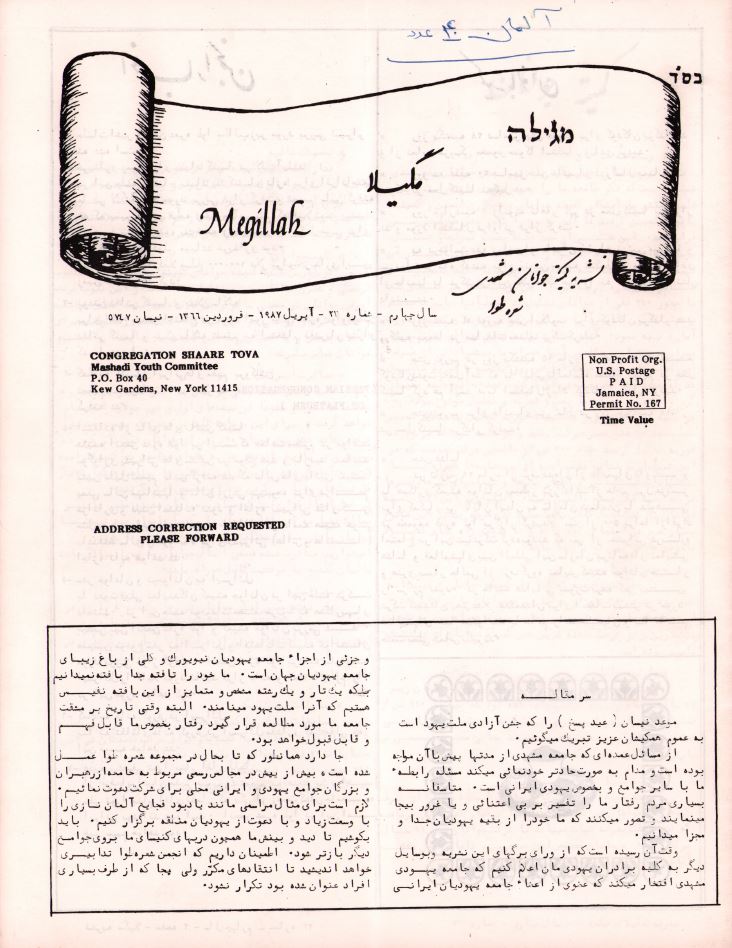 آلمان ۴۰ عدد
בס"ד
מגילה
مگیلا
Megillah
نشریه کمیته جوانان مشهدی
شعره طوا
سال چهارم - شماره ۳۲ - آپریل ۱۹۸۷ - فروردین ۱۳۶۶ - نیسان ۵۷۴۷
CONGREGATION SHAARE TOVA
Mashadi Youth Committee
P.O. Box 40
Kew Gardens, New York 11415
Non Profit Org.
U.S. Postage
PAID
Jamaica, NY
Permit No. 167
Time Value
ADDRESS CORRECTION REQUESTED
PLEASE FORWARD
سر مقاله
موعد نیسان ( عید پسح ) را که جشن آزادی ملت یهود است
به عموم همکیشان عزیز تبریک میگوئیم .
از مسائل عمده‌ای که جامعه مشهدی از مدتها پیش با آن مواجه
بوده است و مدام به صورت حادتر خودنمائی میکند مسئله رابطه
ما با سایر جوامع و بخصوص یهودی ایرانی است . متاسفانه
بسیاری مردم رفتار ما را تفسیر بر بی اعتنائی و یا غرور بیجا
مینمایند و تصور میکنند که ما خود را از بقیه یهودیان جدا و
مجزا میدانیم .
وقت آن رسیده است که از ورای برگهای این نشریه و بوسایل
دیگر به کلیه برادران یهودی مان اعلام کنیم که جامعه یهودی
مشهدی افتخار میکند که عضوی از اعضاء جامعه یهودیان ایرانی
و جزئی از اجزاء جامعه یهودیان نیویورک و گلی از باغ زیبای
جامعه یهودیان جهان است . ما خود را تافته جدا بافته نمیدانیم
بلکه یک تار و یک رشته مشخص و متمایز از این بافته نفیس
هستیم که آنرا ملت یهود مینامند . البته وقتی تاریخ پر مشقت
جامعه ما مورد مطالعه قرار گیرد رفتار بخصوص ما قابل فهم
و قابل قبول خواهد بود .
جا دارد همانطور که تا بحال در مجموعه شعره طوا عمل
شده است بیش از پیش در مجالس رسمی مربوط به جامعه از رهبران
و بزرگان جوامع یهودی و ایرانی محلی برای شرکت دعوت نمائیم .
لازم است برای مثال مراسمی مانند یادبود فجایع آلمان نازی را
با وسعت زیاد و با دعوت از یهودیان منطقه برگزار کنیم . باید
بکوشیم تا دید و بینش ما همچون دربهای کنیسای ما بروی جوامع
دیگر بازتر شود . اطمینان داریم که انجمن شعره طوا تدابیری
خواهد اندیشید تا انتقادهای مکرر ولی بجا که از طرف بسیاری
افراد عنوان شده بود تکرار نشود .